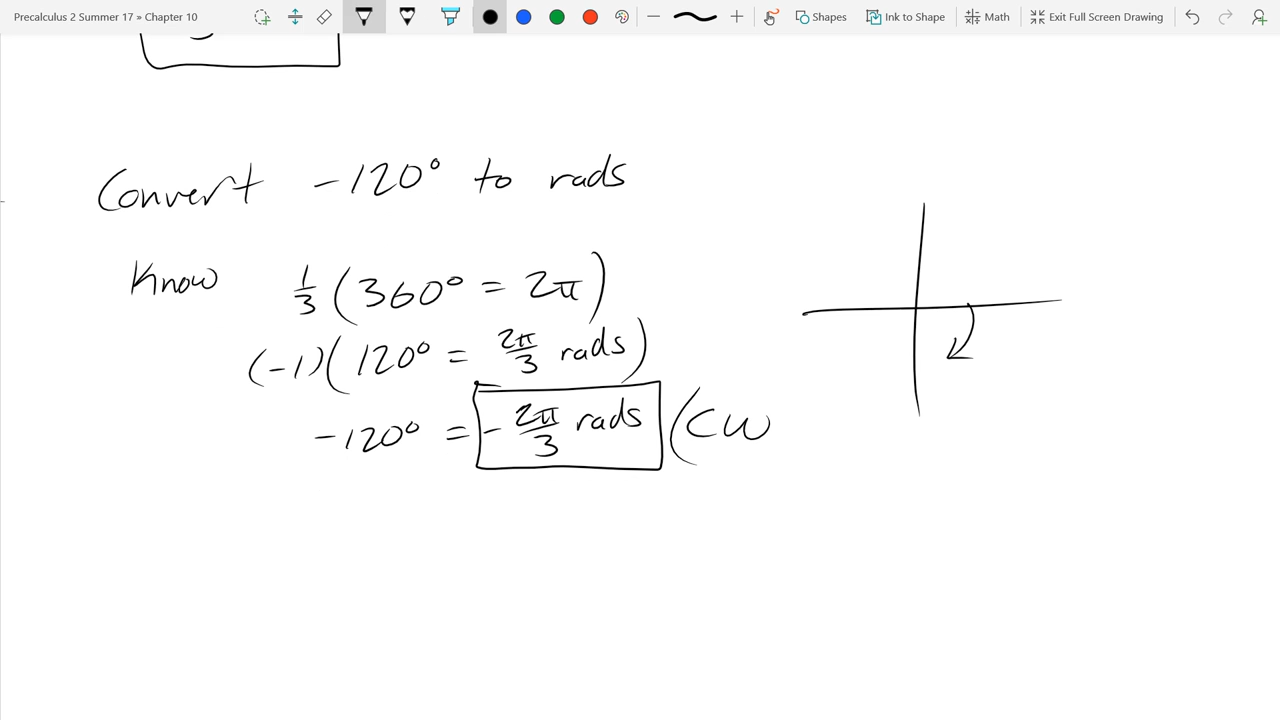 Precalculus 2 Summer 17 » Chapter 10
Shapes
Ink to Shape
Math
Exit Full Screen Drawing
Convert -120° to rads
Know 1/3 (360° = 2π)
(-1)(120° = 2π/3 rads)
-120° = -2π/3 rads (CW